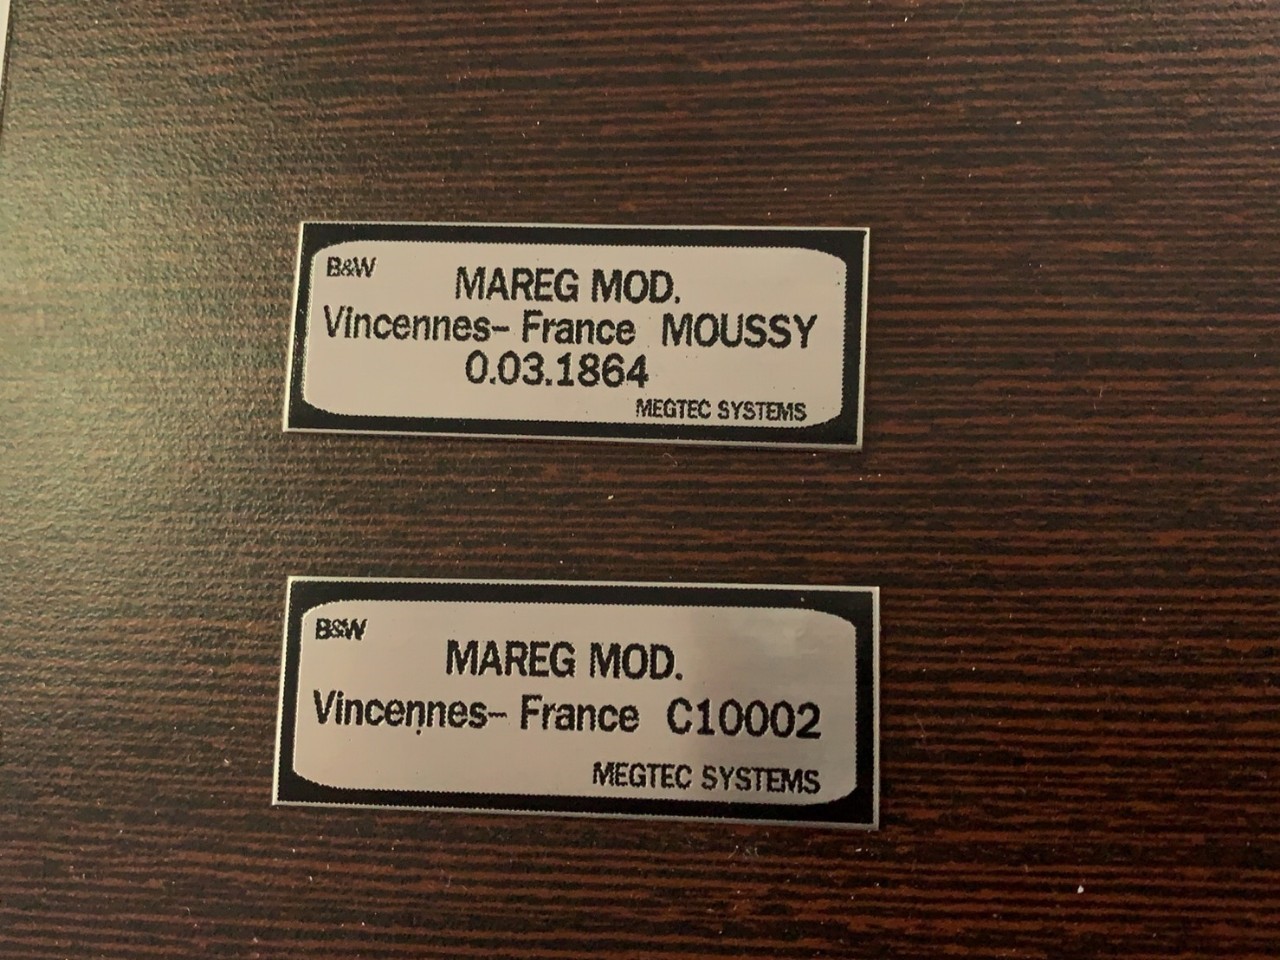 B&W
MAREG MOD.
Vincennes– France MOUSSY
0.03.1864
MEGTEC SYSTEMS
B&W
MAREG MOD.
Vincennes– France C10002
MEGTEC SYSTEMS